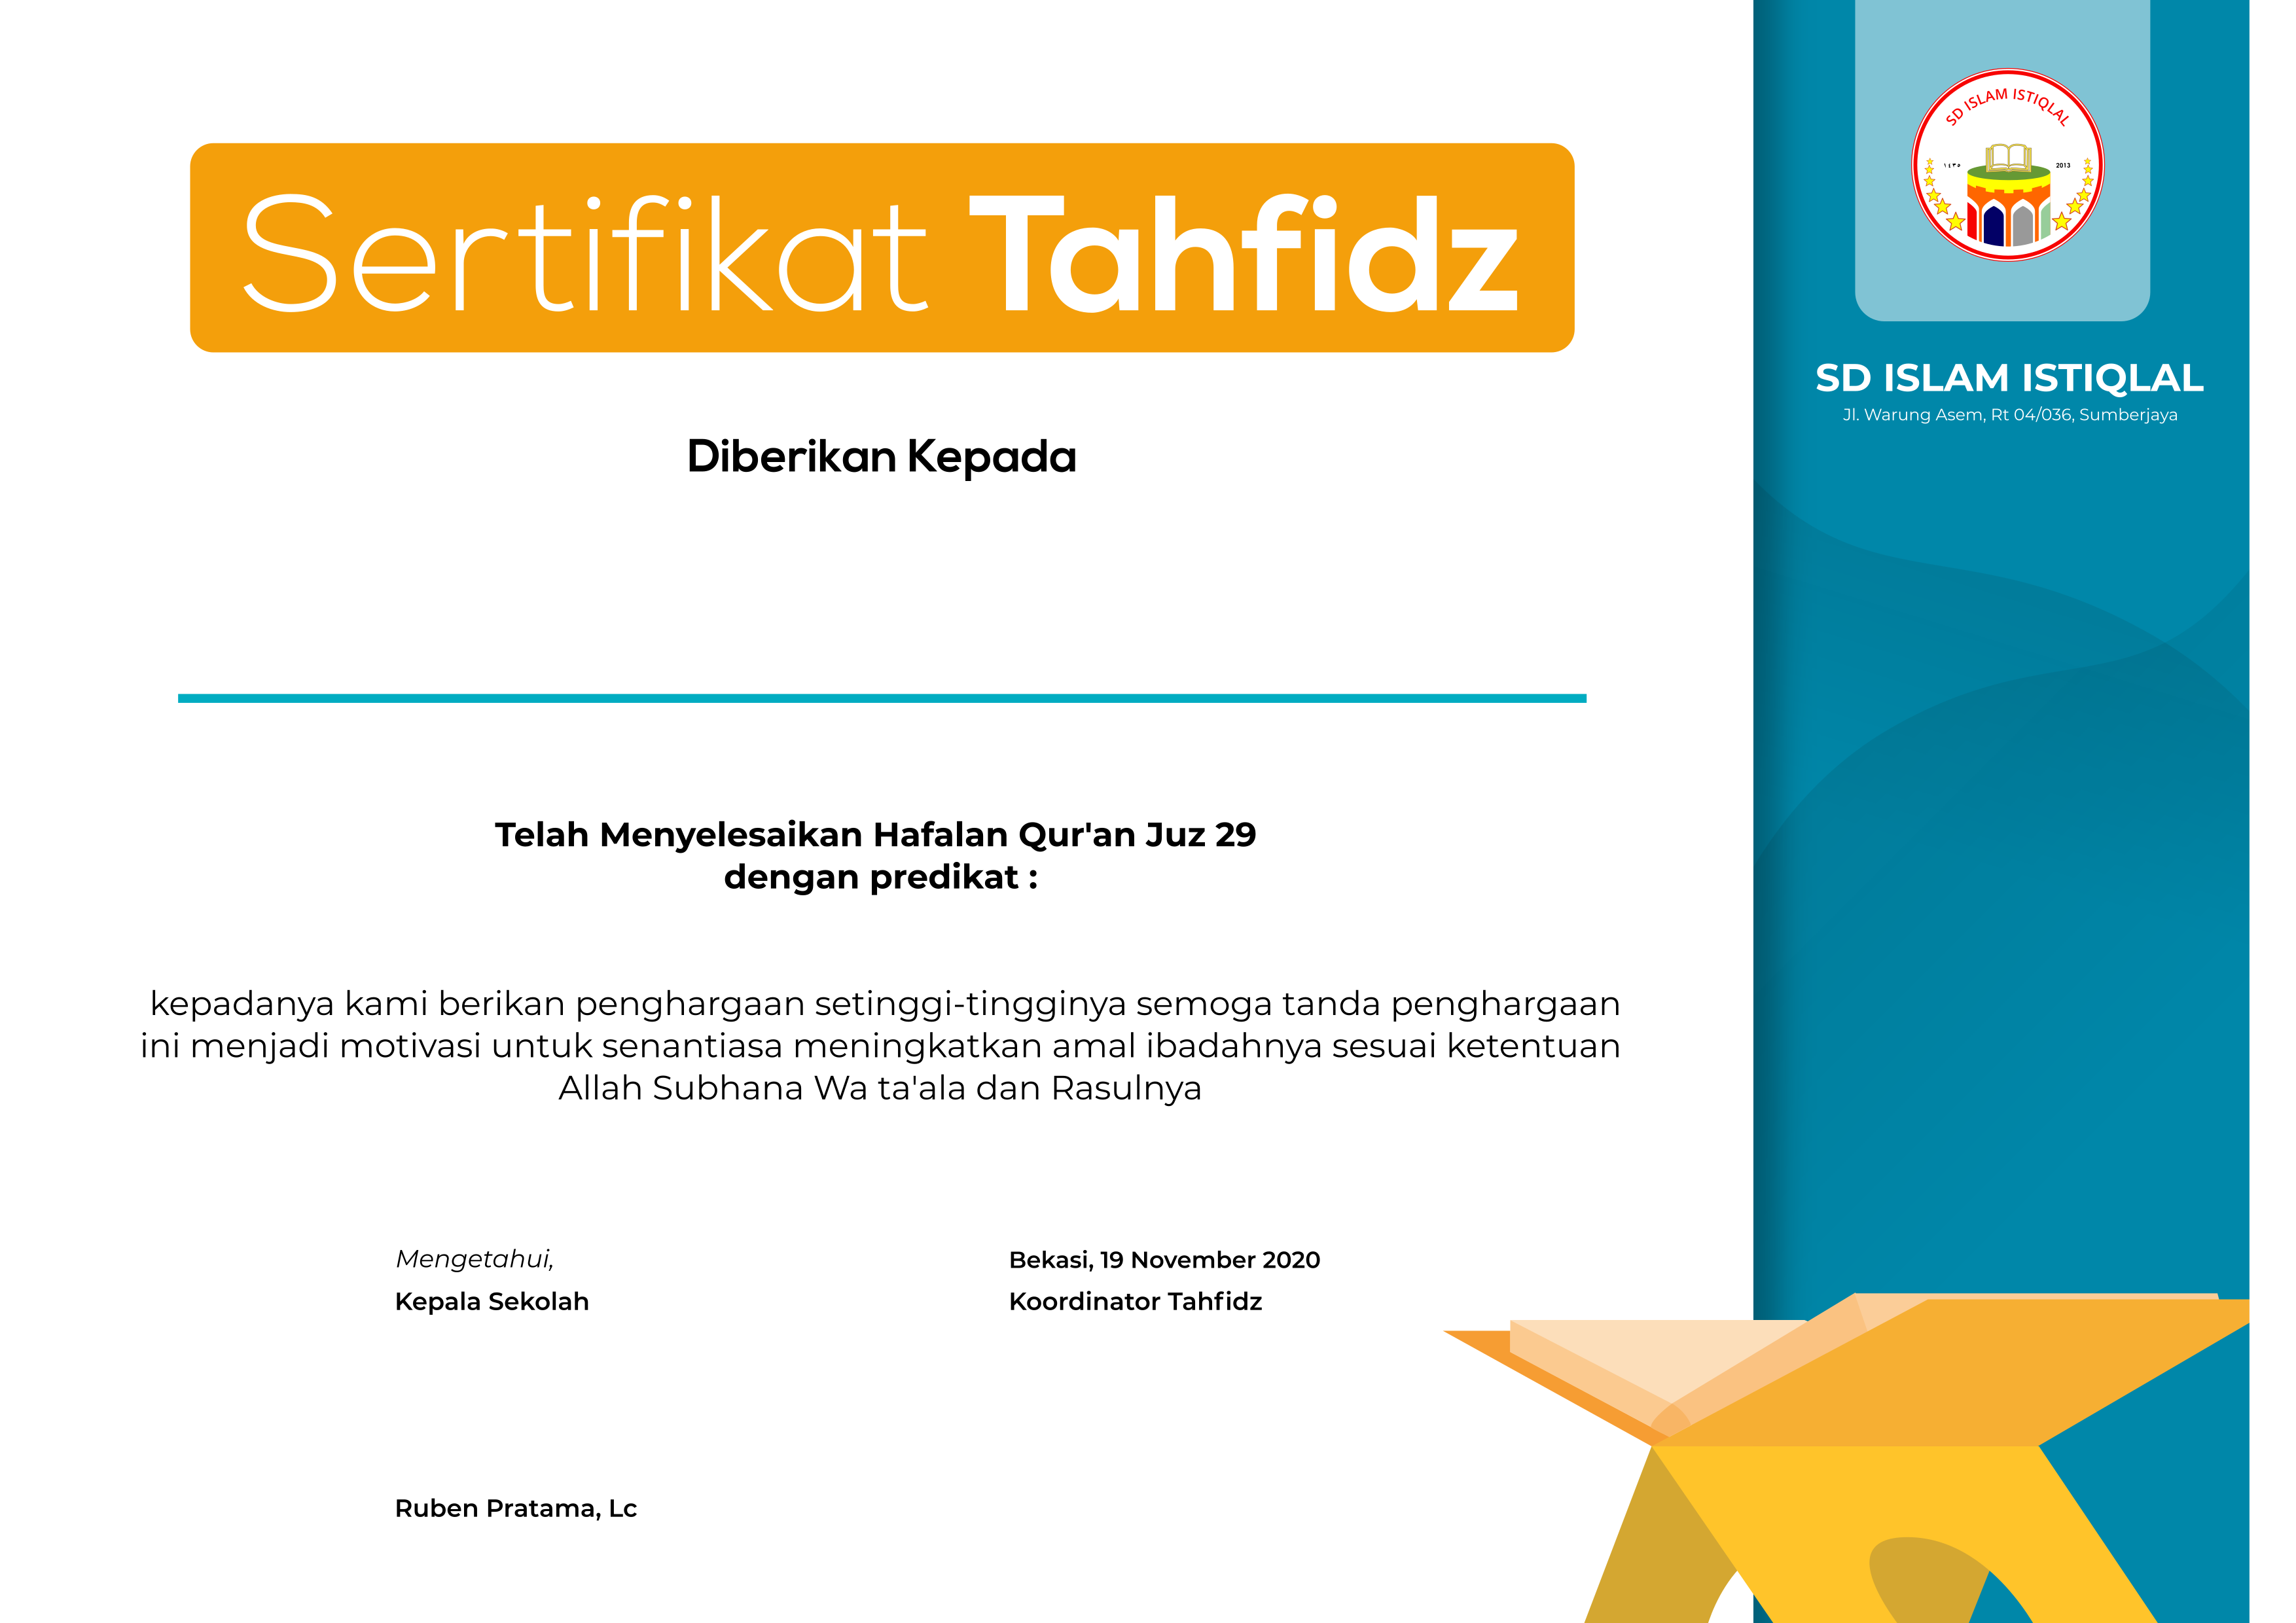 Sertifikat Tahfidz
Diberikan Kepada
Telah Menyelesaikan Hafalan Qur'an Juz 29
dengan predikat :
kepadanya kami berikan penghargaan setinggi-tingginya semoga tanda penghargaan
ini menjadi motivasi untuk senantiasa meningkatkan amal ibadahnya sesuai ketentuan
Allah Subhana Wa ta'ala dan Rasulnya
Mengetahui,
Kepala Sekolah
Ruben Pratama, Lc
Bekasi, 19 November 2020
Koordinator Tahfidz
SD ISLAM ISTIQLAL
١٤٣٥
2013
SD ISLAM ISTIQLAL
Jl. Warung Asem, Rt 04/036, Sumberjaya